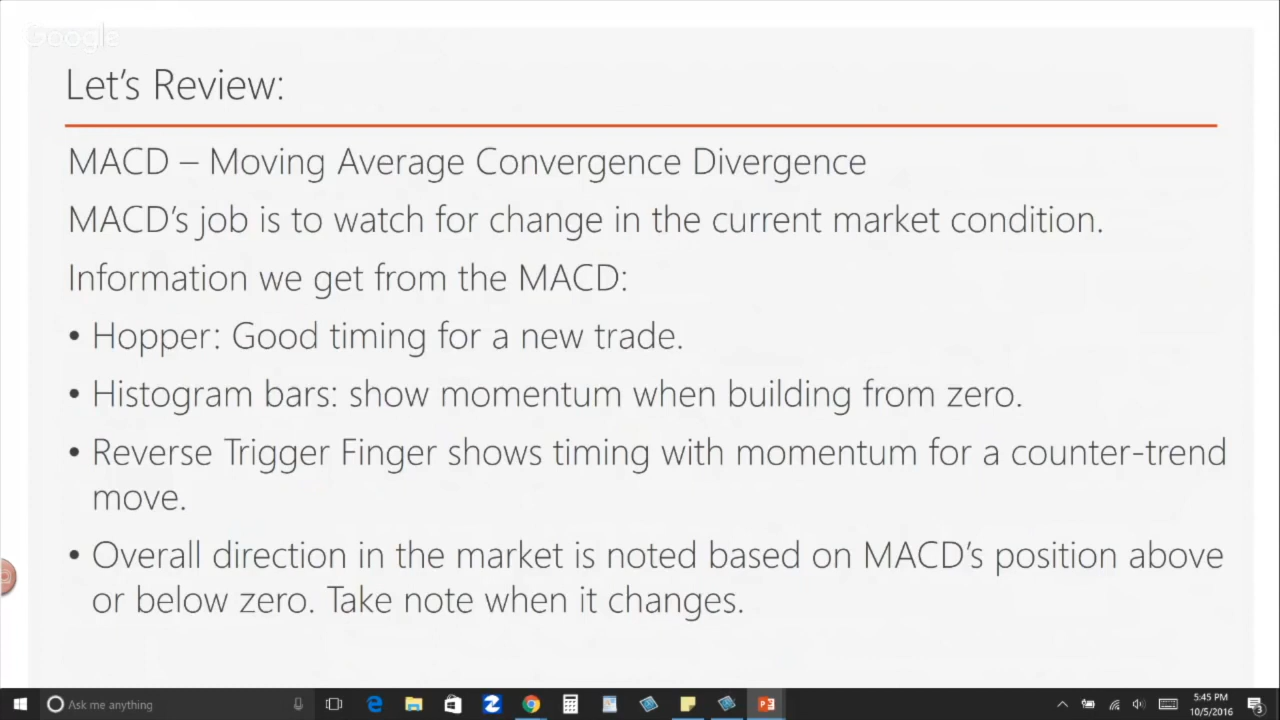 Google
Let's Review:
MACD – Moving Average Convergence Divergence
MACD's job is to watch for change in the current market condition.
Information we get from the MACD:
• Hopper: Good timing for a new trade.
• Histogram bars: show momentum when building from zero.
• Reverse Trigger Finger shows timing with momentum for a counter-trend
move.
• Overall direction in the market is noted based on MACD's position above
or below zero. Take note when it changes.
Ask me anything
5:45 PM
10/5/2016
3